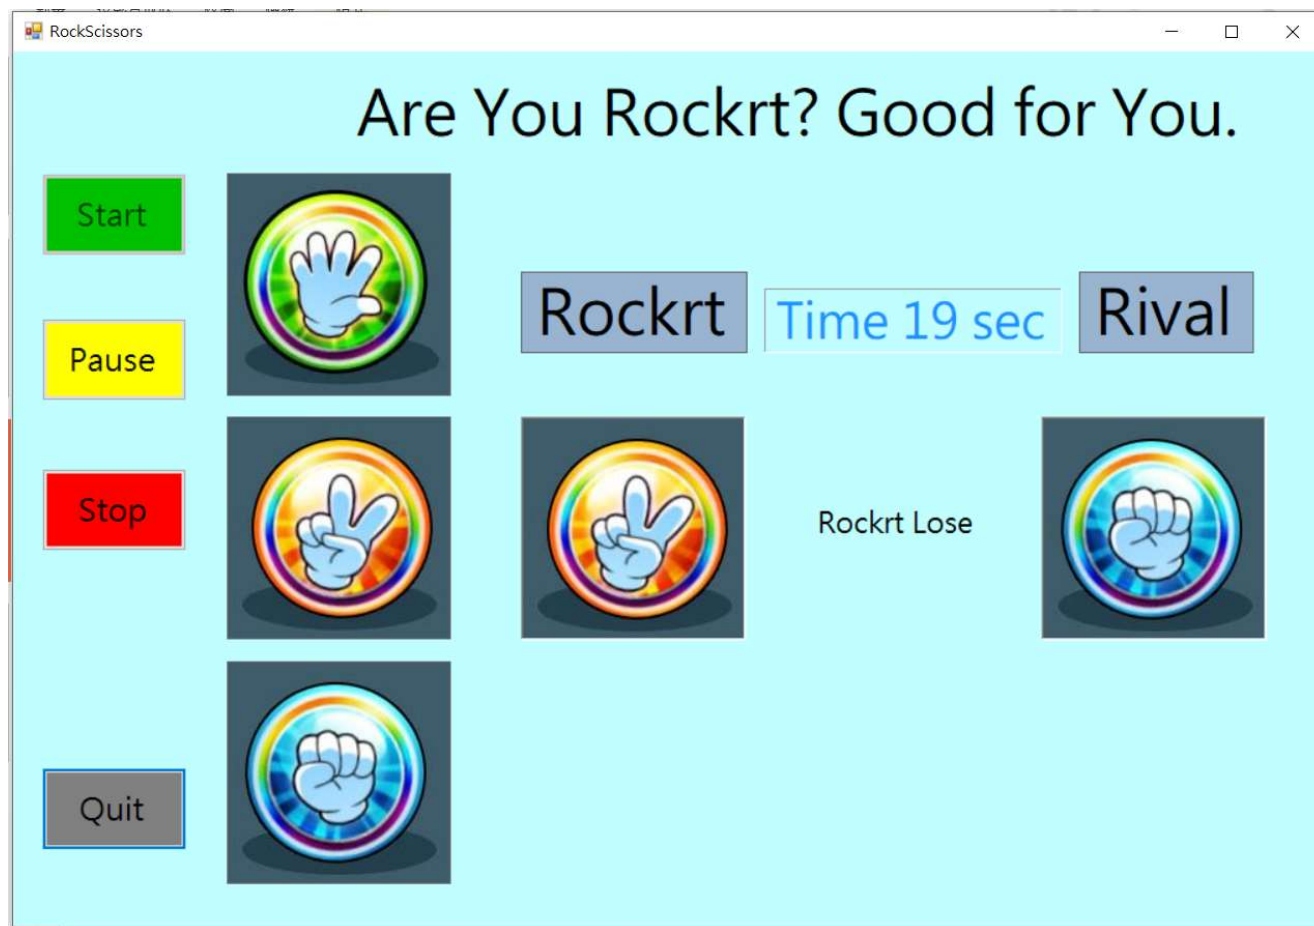 RockScissors
Are You Rockrt? Good for You.
Start
Pause
Stop
Quit
Rockrt
Time 19 sec
Rival
Rockrt Lose